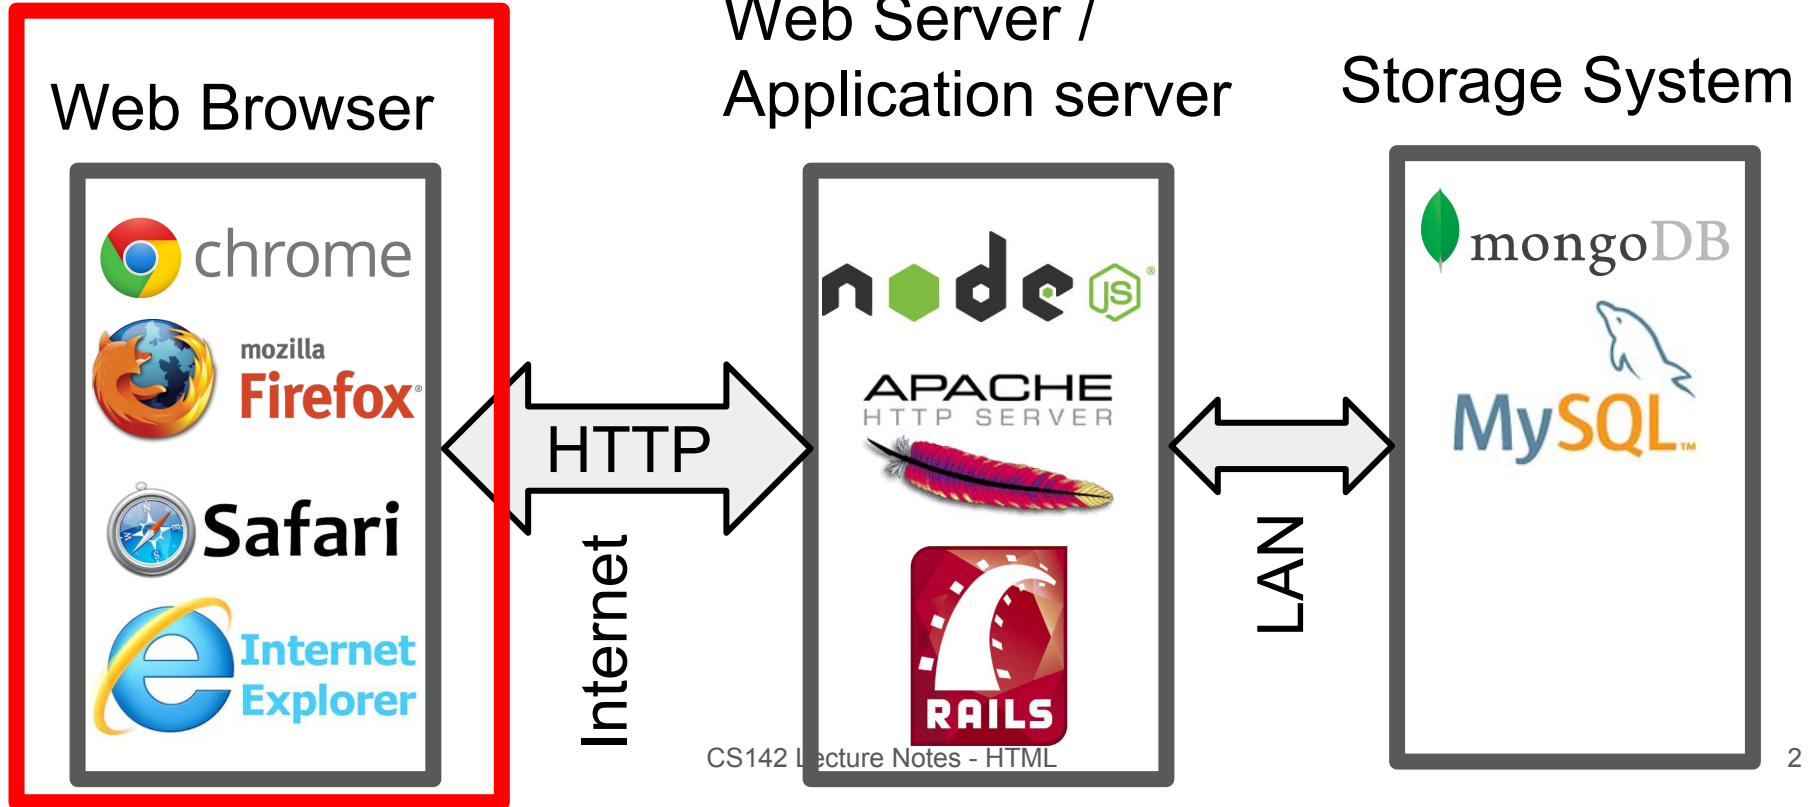 Web Browser
chrome
mozilla
Firefox®
Safari
Internet
Explorer
HTTP
Internet
Web Server /
Application server
node JS®
APACHE
HTTP SERVER
RAILS
LAN
Storage System
mongoDB
MySQL™
CS142 Lecture Notes - HTML
2